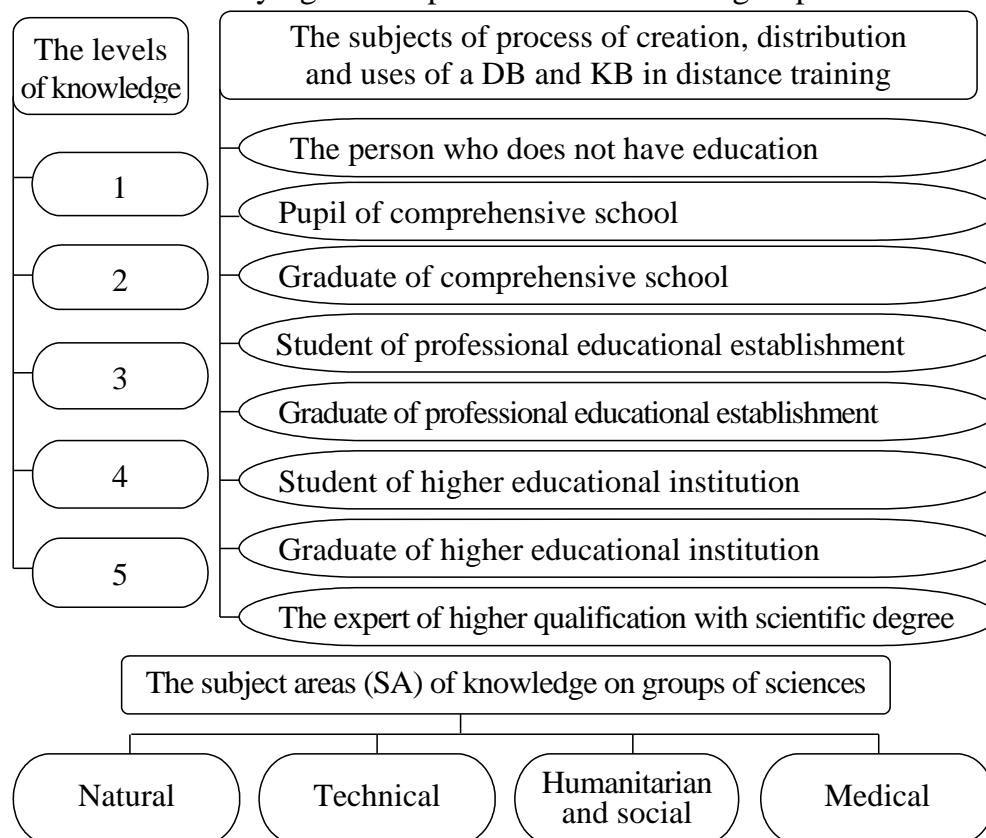 The levels
of knowledge
The subjects of process of creation, distribution
and uses of a DB and KB in distance training
1
2
3
4
5
The person who does not have education
Pupil of comprehensive school
Graduate of comprehensive school
Student of professional educational establishment
Graduate of professional educational establishment
Student of higher educational institution
Graduate of higher educational institution
The expert of higher qualification with scientific degree
The subject areas (SA) of knowledge on groups of sciences
Natural
Technical
Humanitarian
and social
Medical